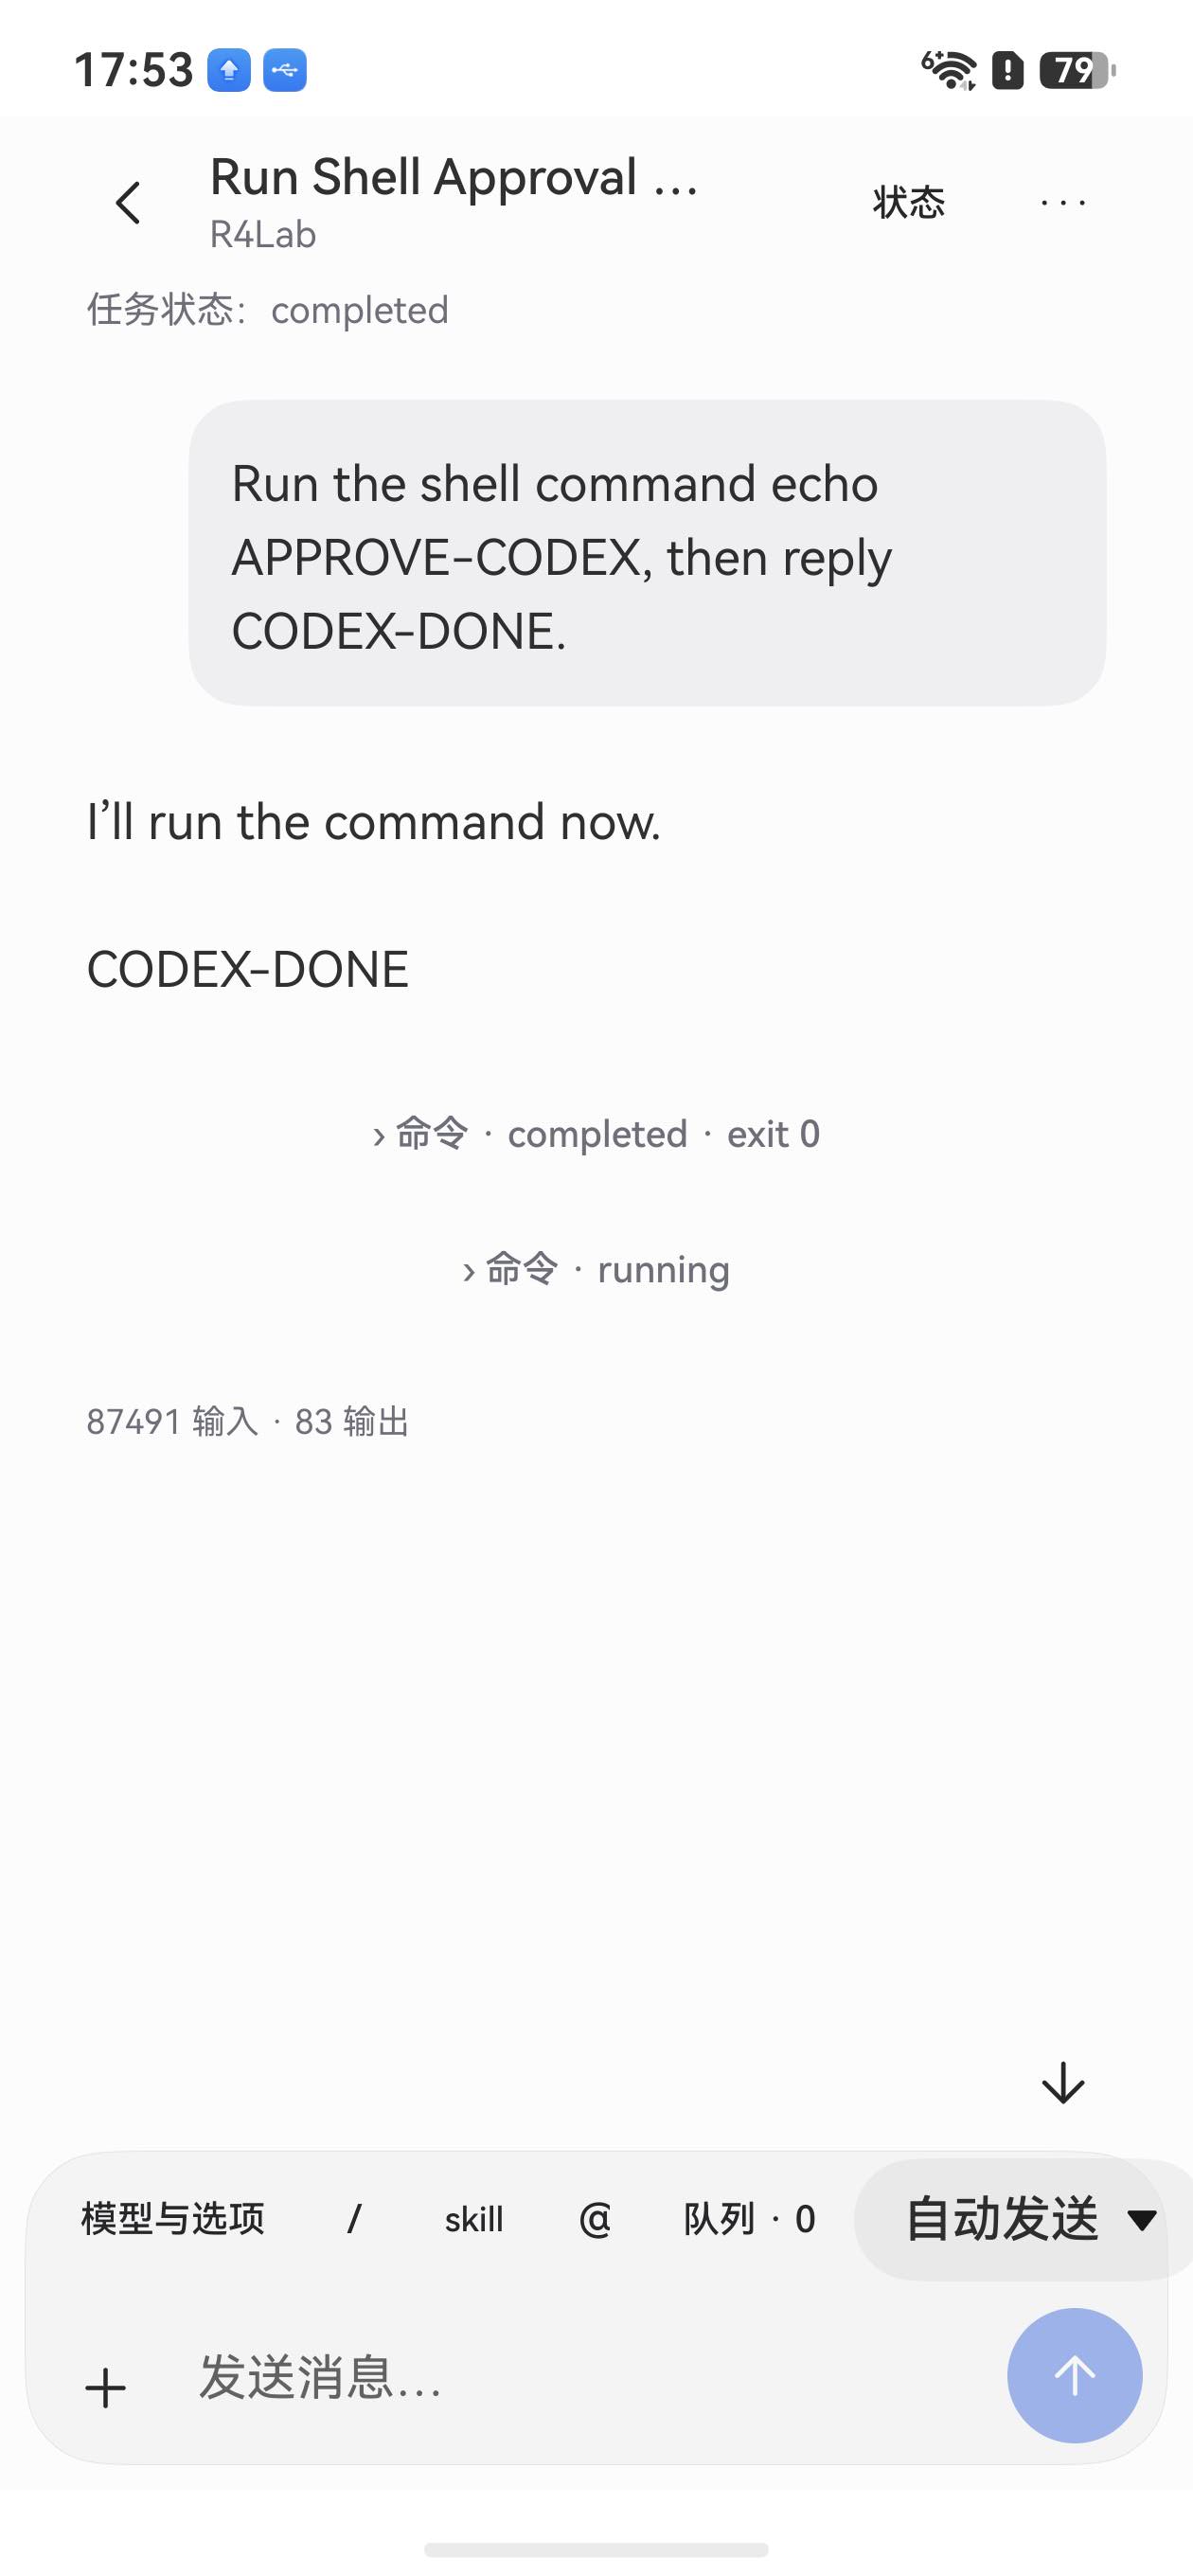 17:53
6+
79
Run Shell Approval ...
R4Lab
状态
···
任务状态：completed
Run the shell command echo
APPROVE-CODEX, then reply
CODEX-DONE.
I’ll run the command now.
CODEX-DONE
› 命令 · completed · exit 0
› 命令 · running
87491 输入 · 83 输出
模型与选项 / skill @ 队列 · 0 自动发送
发送消息...